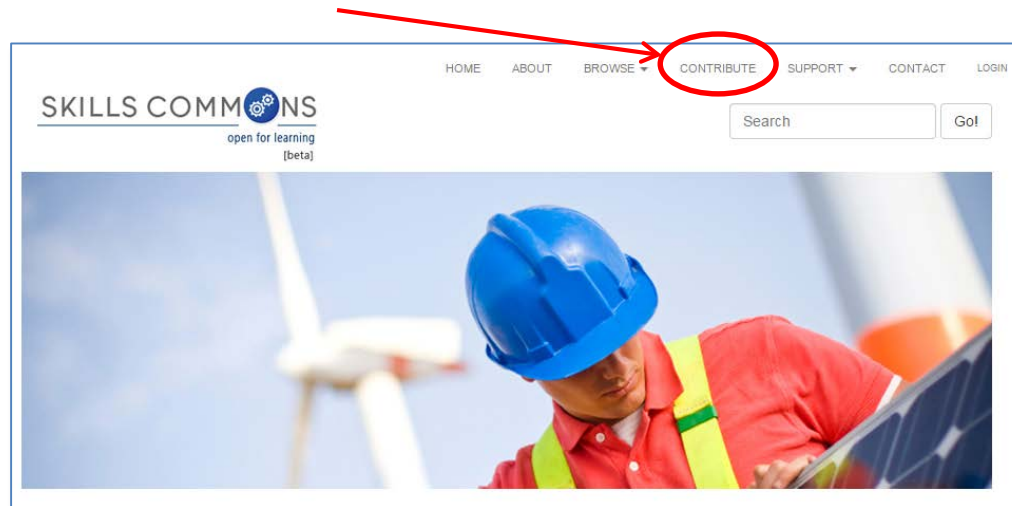 HOME ABOUT BROWSE CONTRIBUTE SUPPORT CONTACT LOGIN
SKILLS COMMONS
open for learning
[beta]
Search Go!